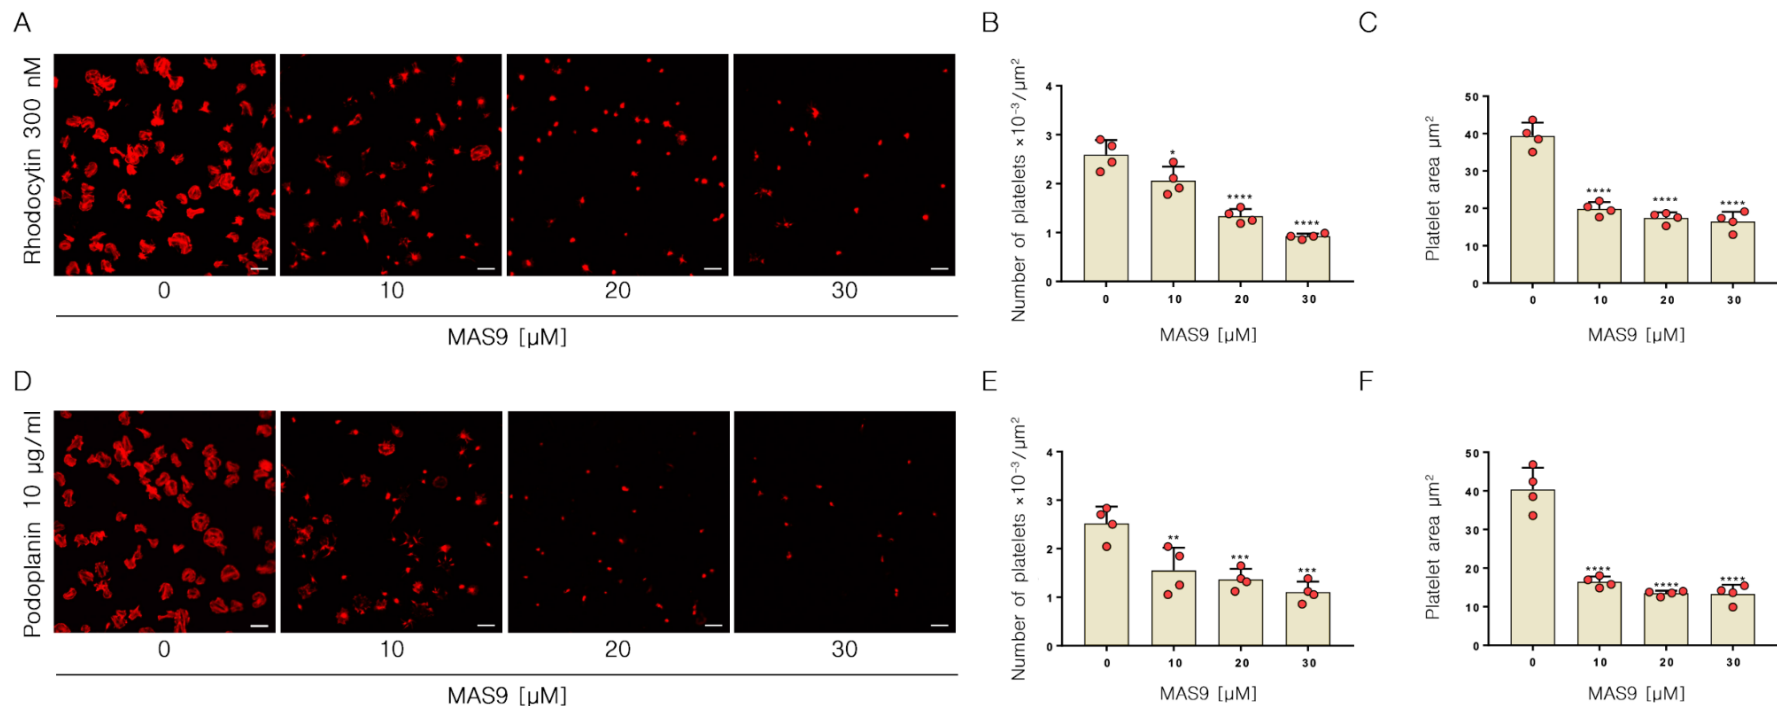 A
Rhodocytin 300 nM
0 10 20 30
MAS9 [μM]
B
Number of platelets ×10⁻³/μm²
4
3
2
1
0
*
****
****
0 10 20 30
MAS9 [μM]
C
Platelet area μm²
50
40
30
20
10
0
****
****
****
0 10 20 30
MAS9 [μM]
D
Podoplanin 10 μg/ml
0 10 20 30
MAS9 [μM]
E
Number of platelets ×10⁻³/μm²
4
3
2
1
0
**
***
***
0 10 20 30
MAS9 [μM]
F
Platelet area μm²
50
40
30
20
10
0
****
****
****
0 10 20 30
MAS9 [μM]